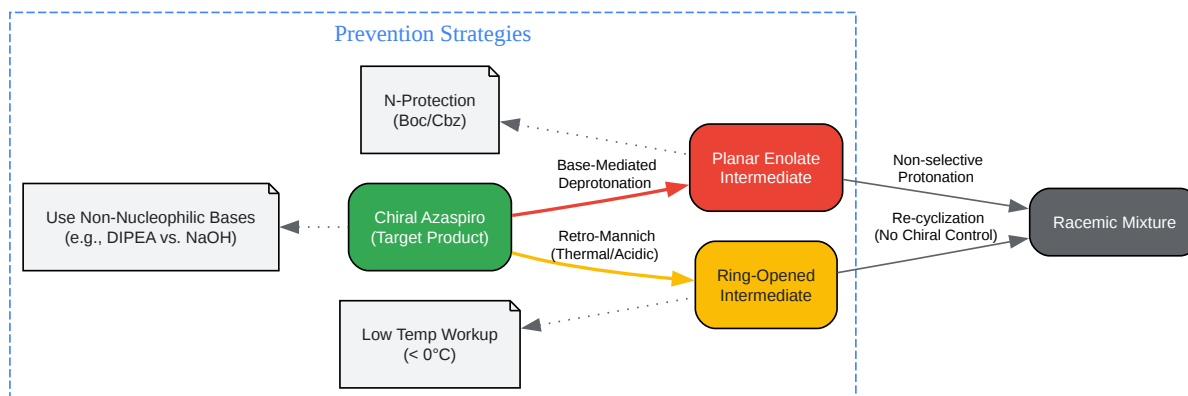 Prevention Strategies
N-Protection
(Boc/Cbz)
Use Non-Nucleophilic Bases
(e.g., DIPEA vs. NaOH)
Chiral Azaspiro
(Target Product)
Low Temp Workup
(< 0°C)
Base-Mediated
Deprotonation
Retro-Mannich
(Thermal/Acidic)
Planar Enolate
Intermediate
Ring-Opened
Intermediate
Non-selective
Protonation
Re-cyclization
(No Chiral Control)
Racemic Mixture